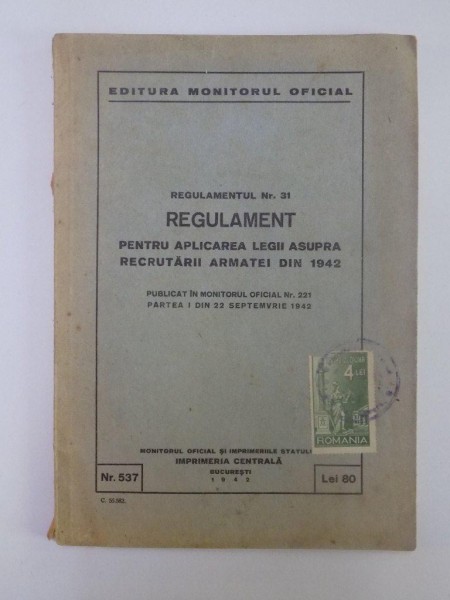 EDITURA MONITORUL OFICIAL
REGULAMENTUL Nr. 31
REGULAMENT
PENTRU APLICAREA LEGII ASUPRA
RECRUTĂRII ARMATEI DIN 1942
PUBLICAT ÎN MONITORUL OFICIAL Nr. 221
PARTEA I DIN 22 SEPTEMVRIE 1942
4 LEI
ROMANIA
MONITORUL OFICIAL ȘI IMPRIMERIILE STATULUI
IMPRIMERIA CENTRALĂ
BUCUREȘTI
1942
Nr. 537
Lei 80